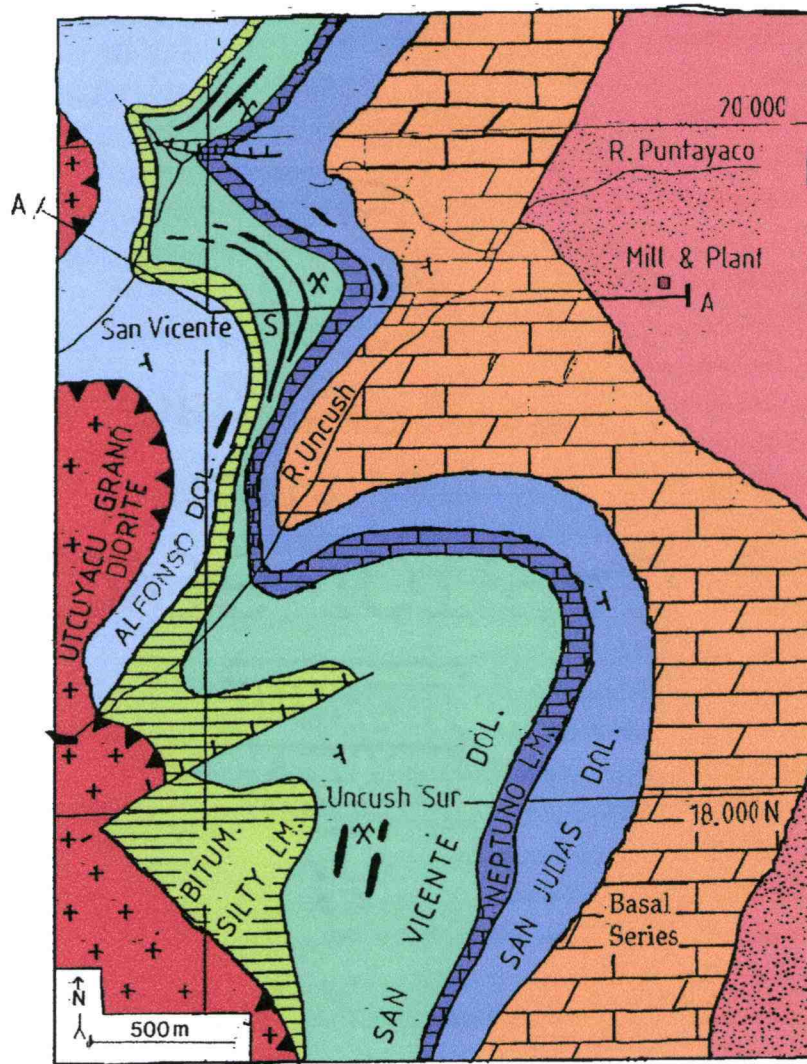 20 000
R. Puntayaco
A
Mill & Plant
A
San Vicente
S
R. Uncush
UTCUYACU GRANO
DIORITE
ALFONSO DOL.
Uncush Sur
18.000 N
BITUM.
SILTY LM.
SAN VICENTE DOL.
NEPTUNO LM.
SAN JUDAS DOL.
Basal
Series
N
500m